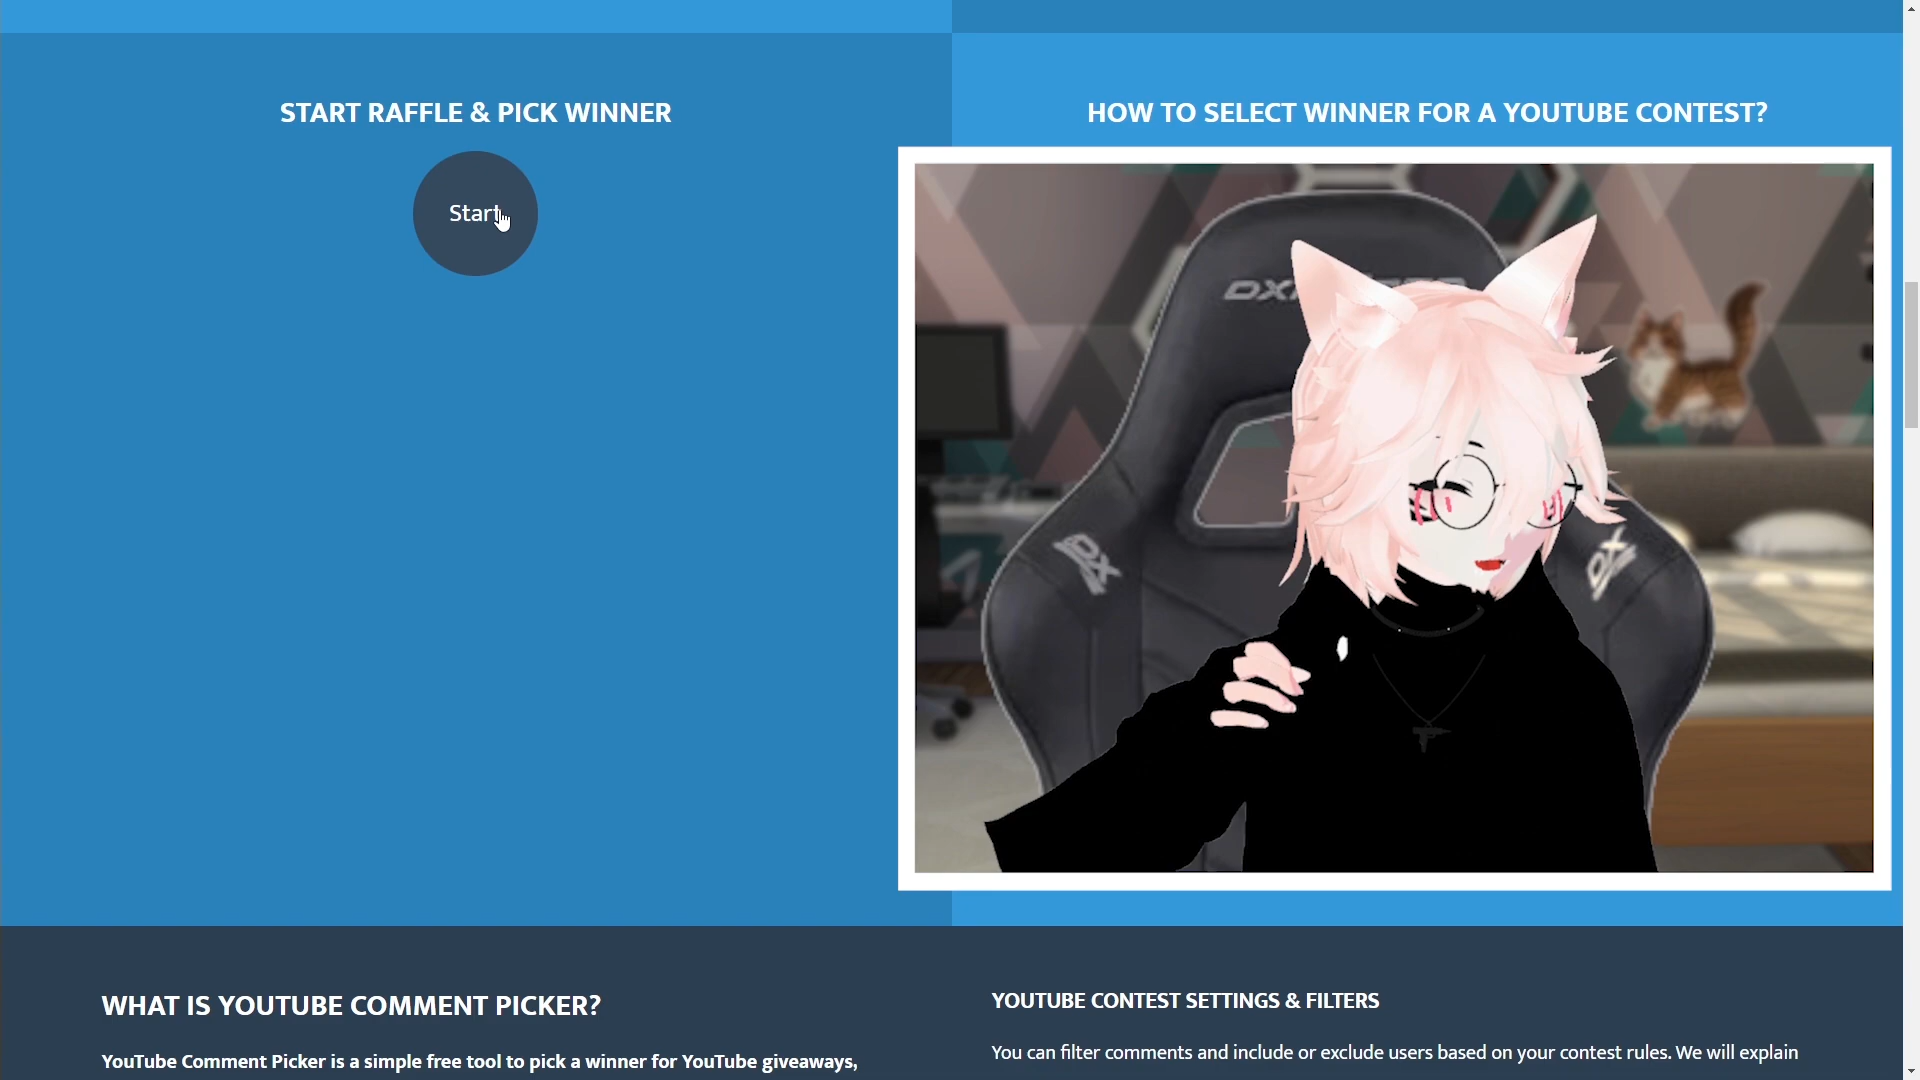 START RAFFLE & PICK WINNER
Start
HOW TO SELECT WINNER FOR A YOUTUBE CONTEST?
DX
DX
WHAT IS YOUTUBE COMMENT PICKER?
YouTube Comment Picker is a simple free tool to pick a winner for YouTube giveaways,
YOUTUBE CONTEST SETTINGS & FILTERS
You can filter comments and include or exclude users based on your contest rules. We will explain